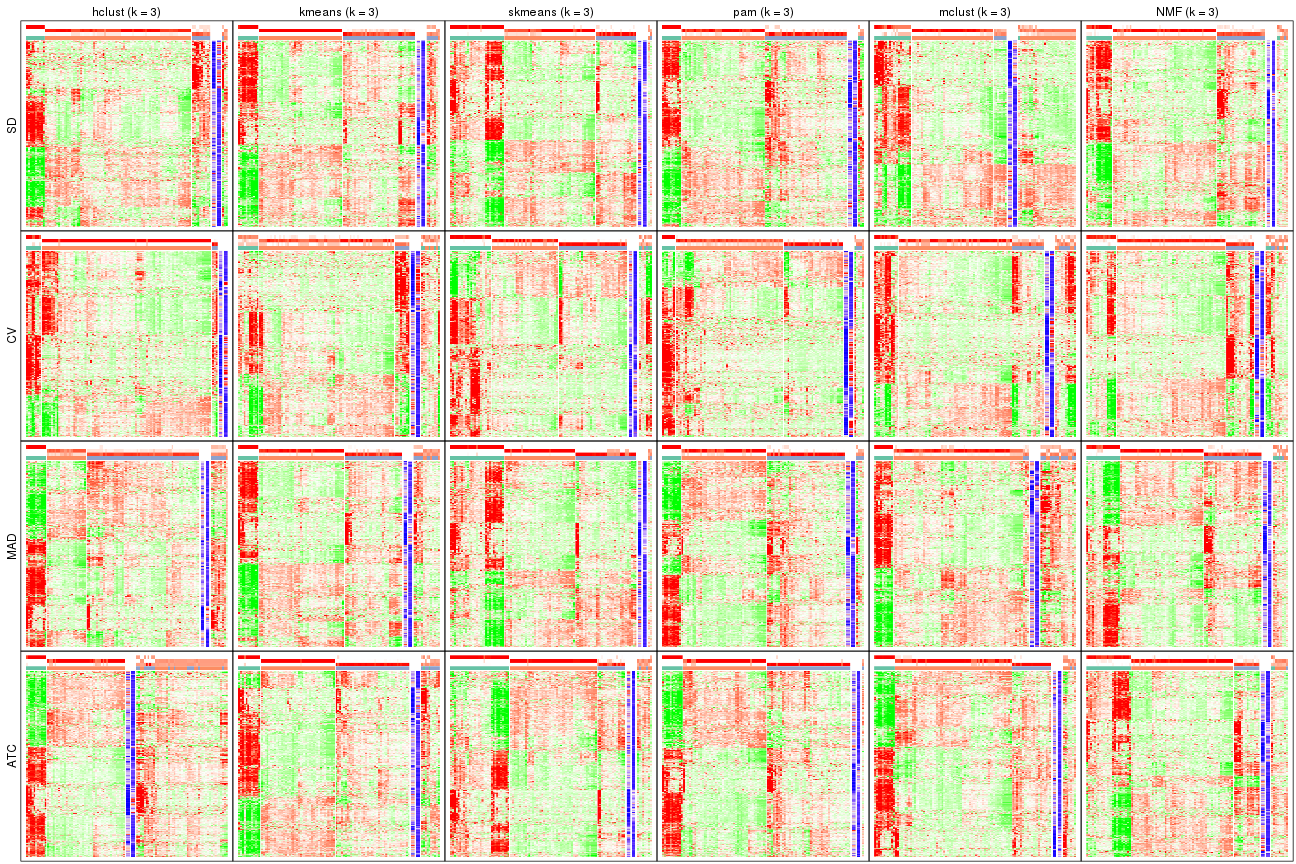 hclust (k = 3) kmeans (k = 3) skmeans (k = 3) pam (k = 3) mclust (k = 3) NMF (k = 3)
SD
CV
MAD
ATC